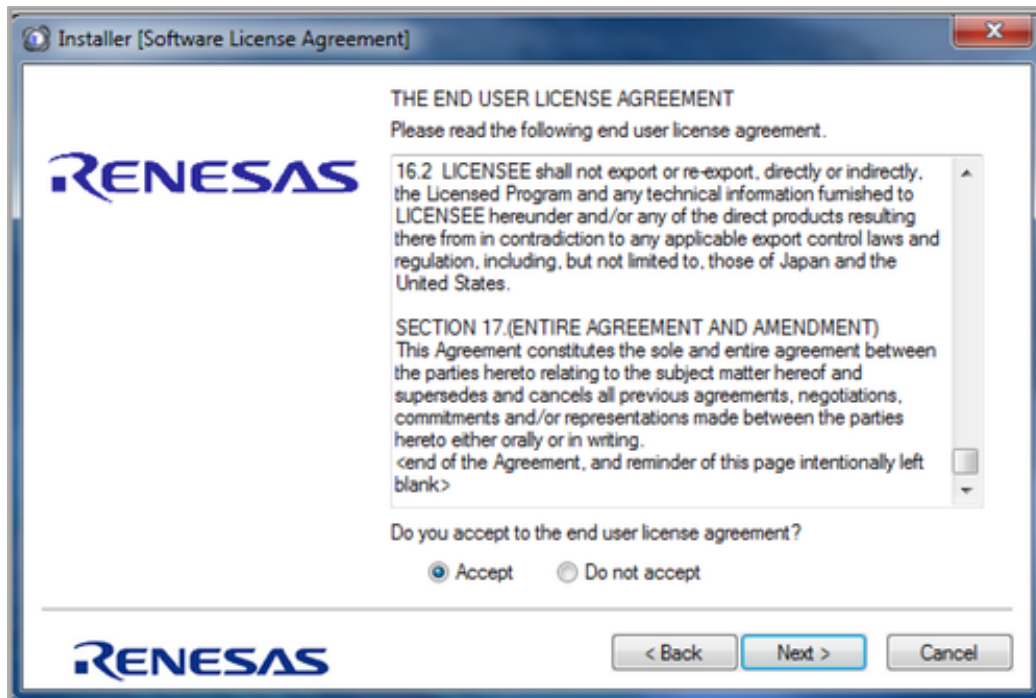 Installer [Software License Agreement]
RENESAS
THE END USER LICENSE AGREEMENT
Please read the following end user license agreement.
16.2 LICENSEE shall not export or re-export, directly or indirectly,
the Licensed Program and any technical information furnished to
LICENSEE hereunder and/or any of the direct products resulting
there from in contradiction to any applicable export control laws and
regulation, including, but not limited to, those of Japan and the
United States.
SECTION 17.(ENTIRE AGREEMENT AND AMENDMENT)
This Agreement constitutes the sole and entire agreement between
the parties hereto relating to the subject matter hereof and
supersedes and cancels all previous agreements, negotiations,
commitments and/or representations made between the parties
hereto either orally or in writing.
<end of the Agreement, and reminder of this page intentionally left
blank>
Do you accept to the end user license agreement?
Accept Do not accept
RENESAS
< Back Next > Cancel